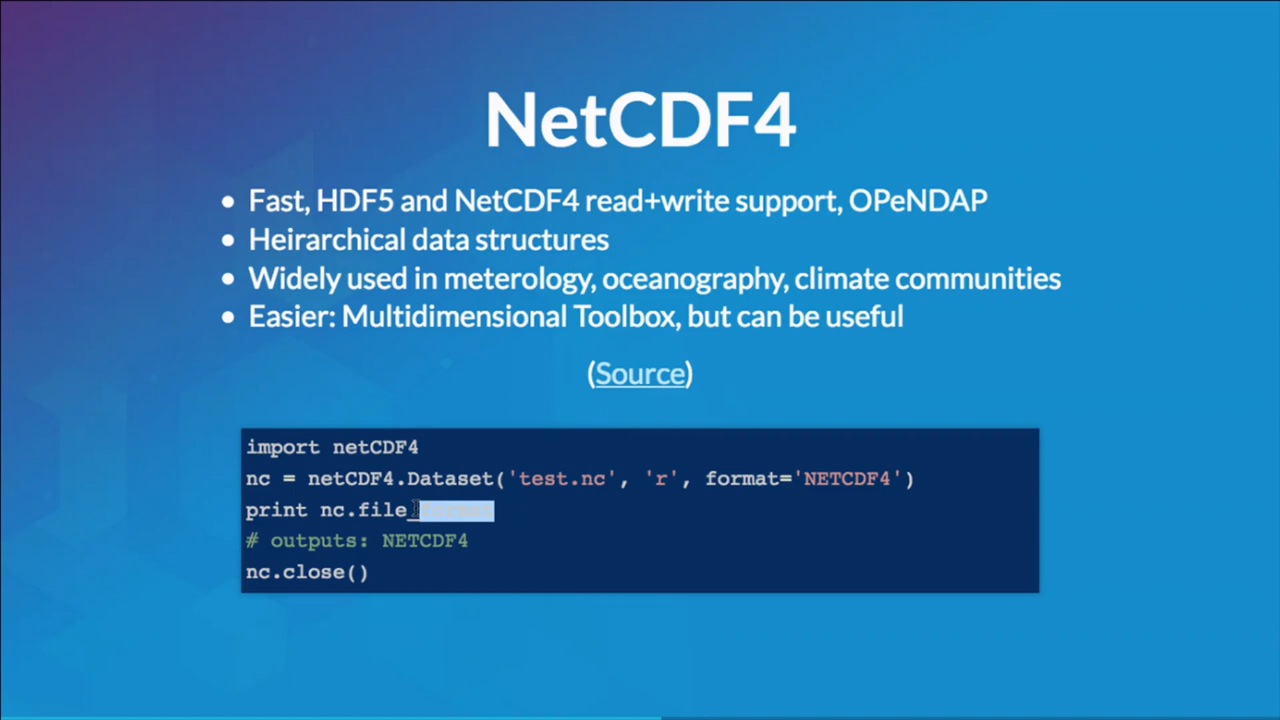 NetCDF4
• Fast, HDF5 and NetCDF4 read+write support, OPeNDAP
• Heirarchical data structures
• Widely used in meterology, oceanography, climate communities
• Easier: Multidimensional Toolbox, but can be useful
(Source)
import netCDF4
nc = netCDF4.Dataset('test.nc', 'r', format='NETCDF4')
print nc.file_format
# outputs: NETCDF4
nc.close()